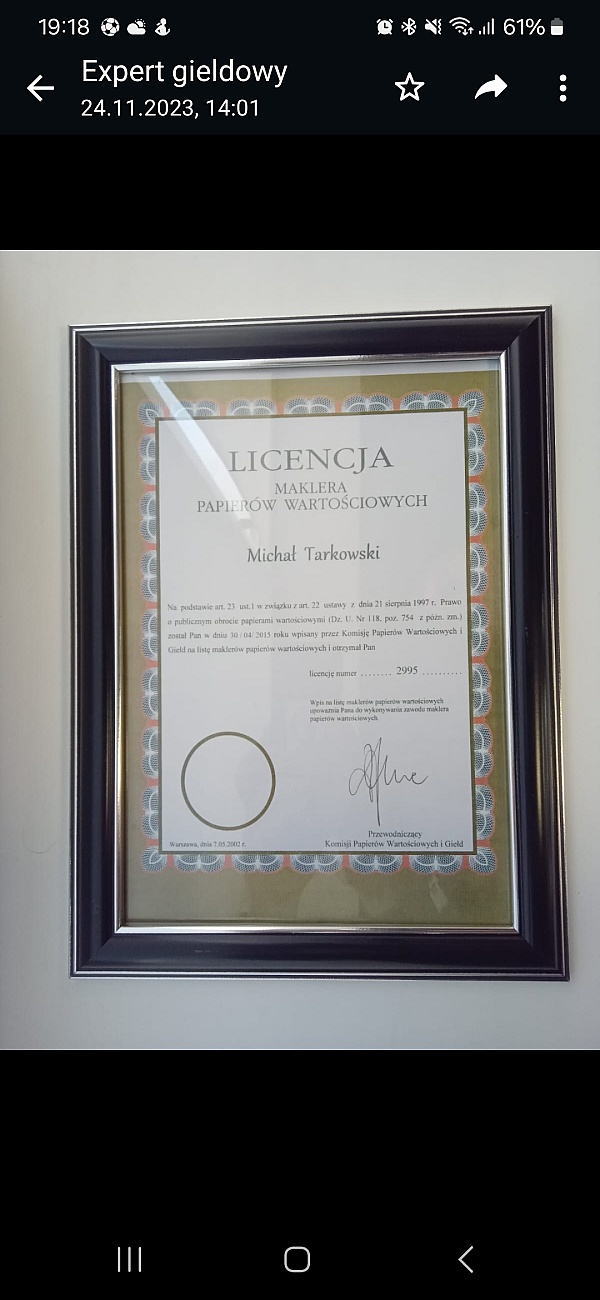 19:18
61%
Expert gieldowy
24.11.2023, 14:01
LICENCJA
MAKLERA
PAPIERÓW WARTOŚCIOWYCH
Michał Tarkowski
Na podstawie art. 23 ust.1 w związku z art. 22 ustawy z dnia 21 sierpnia 1997 r. Prawo
o publicznym obrocie papierami wartościowymi (Dz. U. Nr 118, poz. 754 z późn. zm.)
został Pan w dniu 30 / 04 / 2015 roku wpisany przez Komisję Papierów Wartościowych i
Giełd na listę maklerów papierów wartościowych i otrzymał Pan
licencję numer ........ 2995 ..........
Wpis na listę maklerów papierów wartościowych
upoważnia Pana do wykonywania zawodu maklera
papierów wartościowych
Przewodniczący
Komisji Papierów Wartościowych i Giełd
Warszawa, dnia 7.05.2002 r.